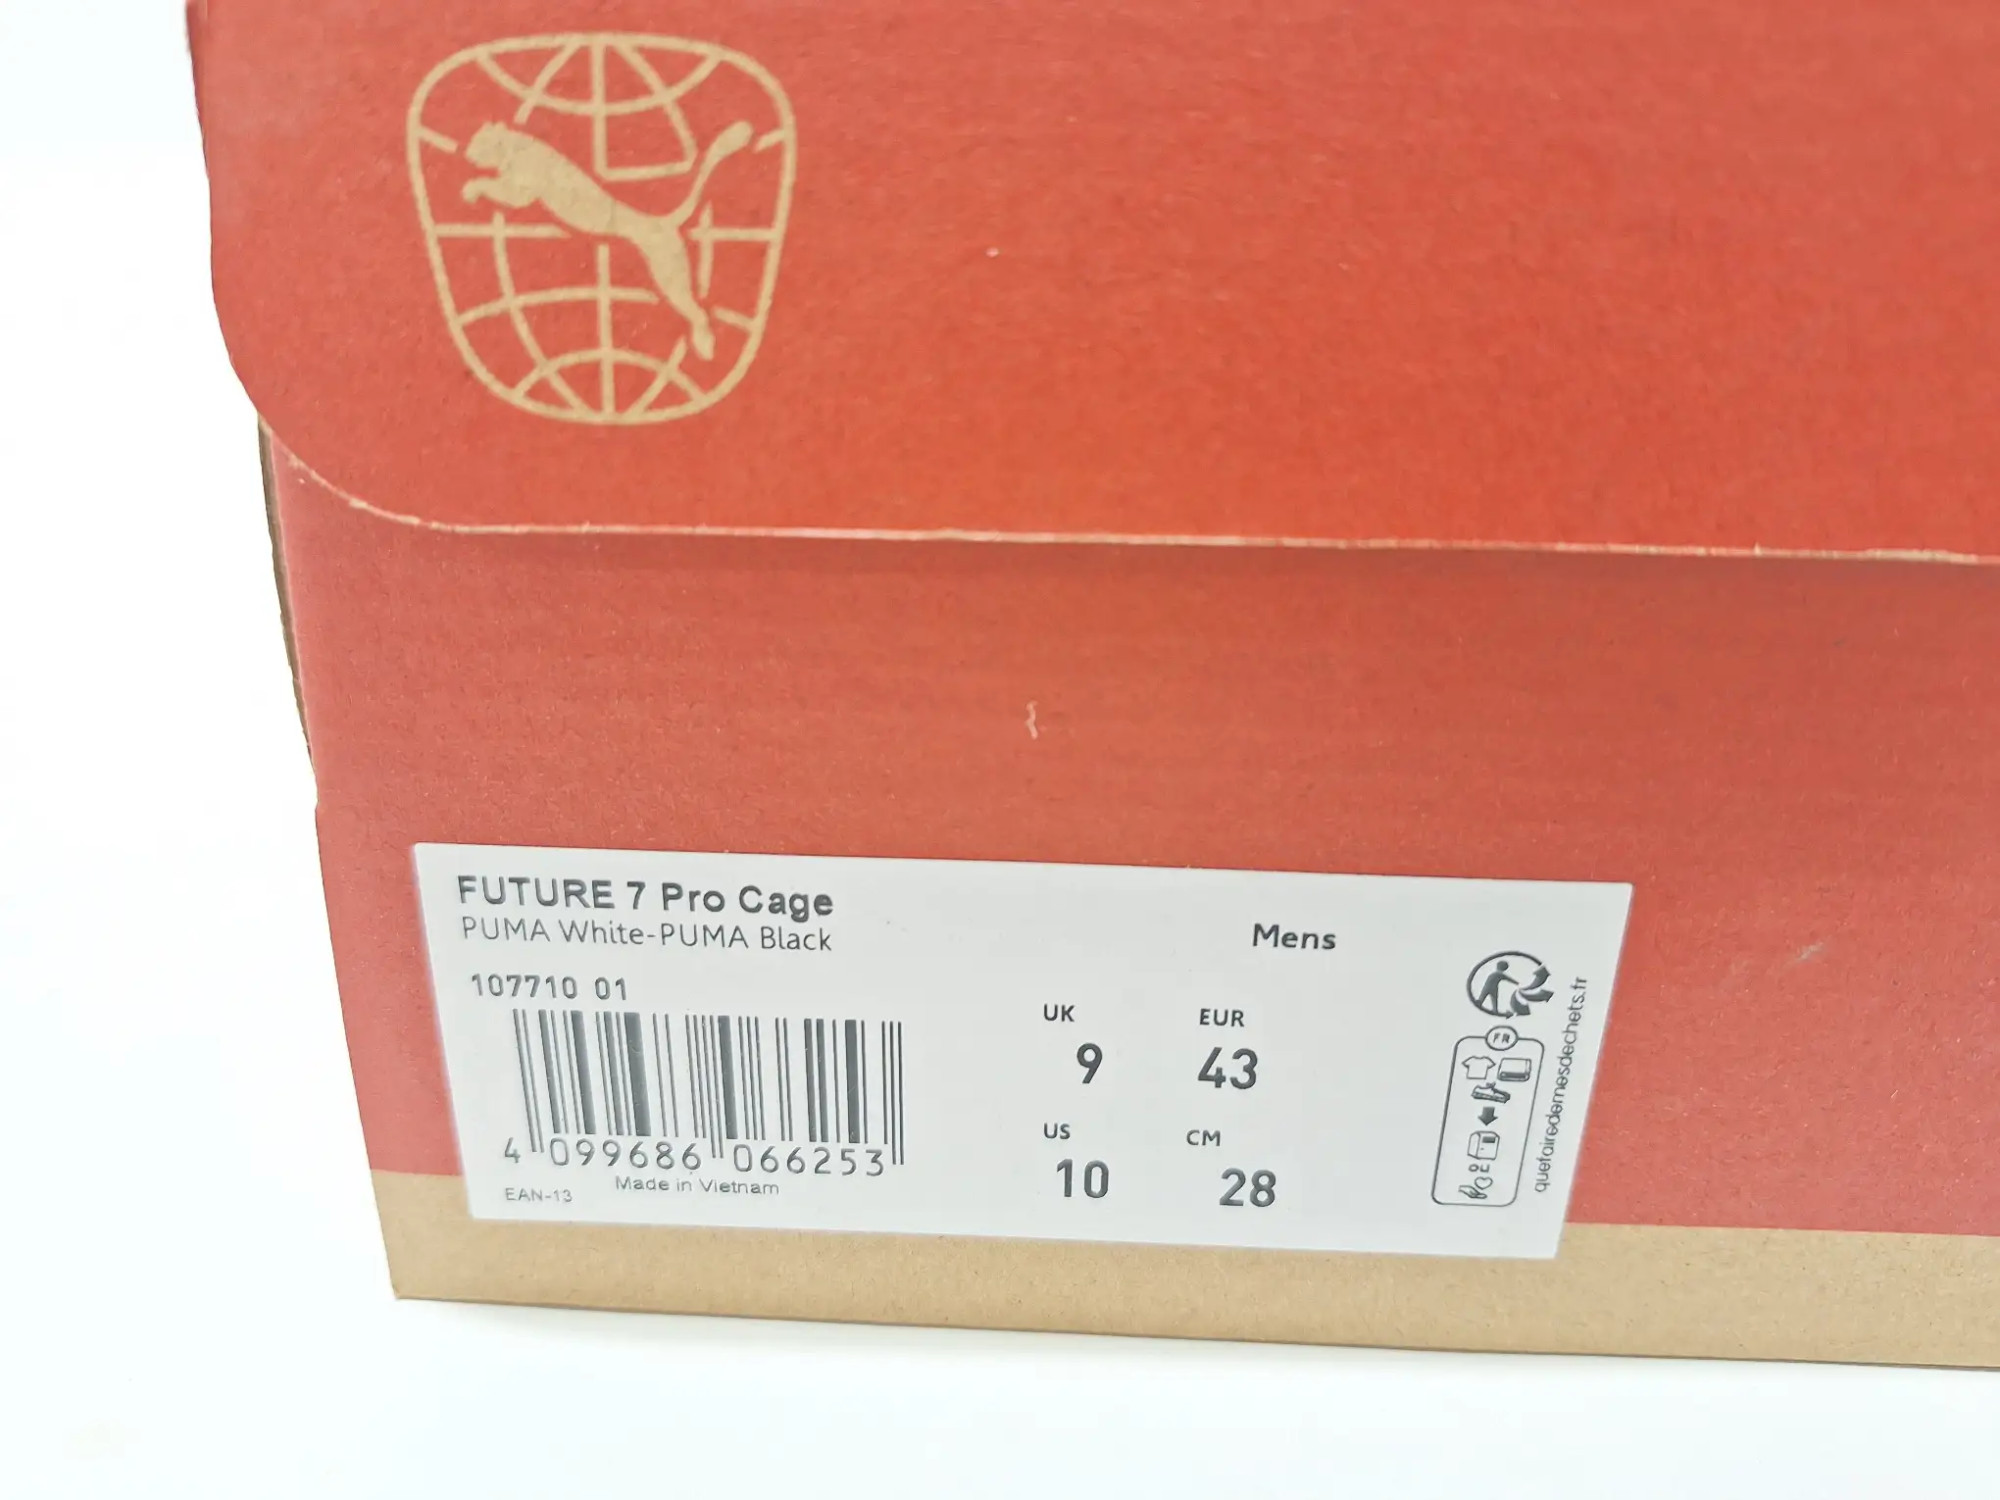 FUTURE 7 Pro Cage
PUMA White-PUMA Black
Mens
107710 01
UK
EUR
9
43
US
CM
10
28
4 099686 066253
EAN-13
Made in Vietnam
FR
quefairedemesdechets.fr